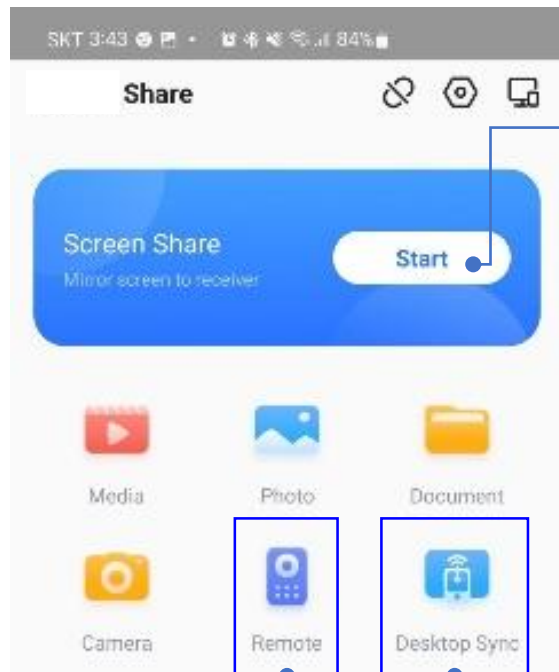 SKT 3:43 84%
Share
Screen Share
Start
Mirror screen to receiver
Media Photo Document
Camera Remote Desktop Sync